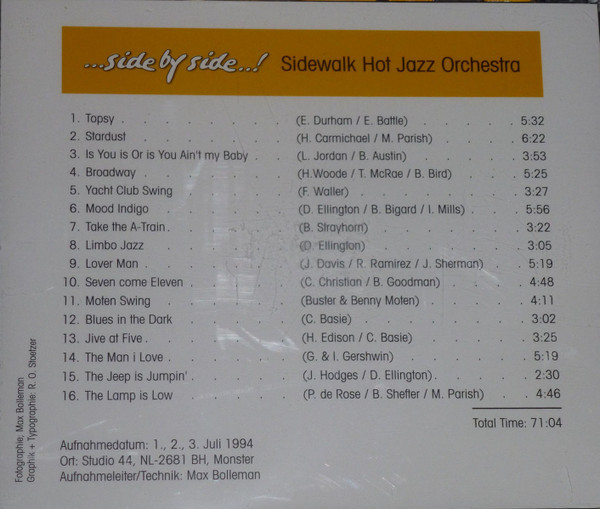 ...side by side..! Sidewalk Hot Jazz Orchestra
1. Topsy . . . . . . . (E. Durham / E. Battle) . . . . . . 5:32
2. Stardust . . . . . . (H. Carmichael / M. Parish) . . . . 6:22
3. Is You is Or is You Ain't my Baby . . (L. Jordan / B. Austin) . . . . . 3:53
4. Broadway . . . . . . (H.Woode / T. McRae / B. Bird) . . . 5:25
5. Yacht Club Swing . . . . . (F. Waller) . . . . . . . 3:27
6. Mood Indigo . . . . . . (D. Ellington / B. Bigard / I. Mills) . . 5:56
7. Take the A-Train . . . . . (B. Strayhorn) . . . . . . 3:22
8. Limbo Jazz . . . . . . (D. Ellington) . . . . . . 3:05
9. Lover Man . . . . . . (J. Davis / R. Ramirez / J. Sherman) . . 5:19
10. Seven come Eleven . . . . . (C. Christian / B. Goodman) . . . . 4:48
11. Moten Swing . . . . . . (Buster & Benny Moten) . . . . 4:11
12. Blues in the Dark . . . . . (C. Basie) . . . . . . . 3:02
13. Jive at Five . . . . . . (H. Edison / C. Basie) . . . . . 3:25
14. The Man i Love . . . . . . (G. & I. Gershwin) . . . . . 5:19
15. The Jeep is Jumpin' . . . . . (J. Hodges / D. Ellington) . . . . 2:30
16. The Lamp is Low . . . . . (P. de Rose / B. Shefter / M. Parish) . . 4:46
Total Time: 71:04
Aufnahmedatum: 1., 2., 3. Juli 1994
Ort: Studio 44, NL-2681 BH, Monster
Aufnahmeleiter/Technik: Max Bolleman
Fotographie: Max Bolleman
Graphik + Typographie: R. O. Stoetzer